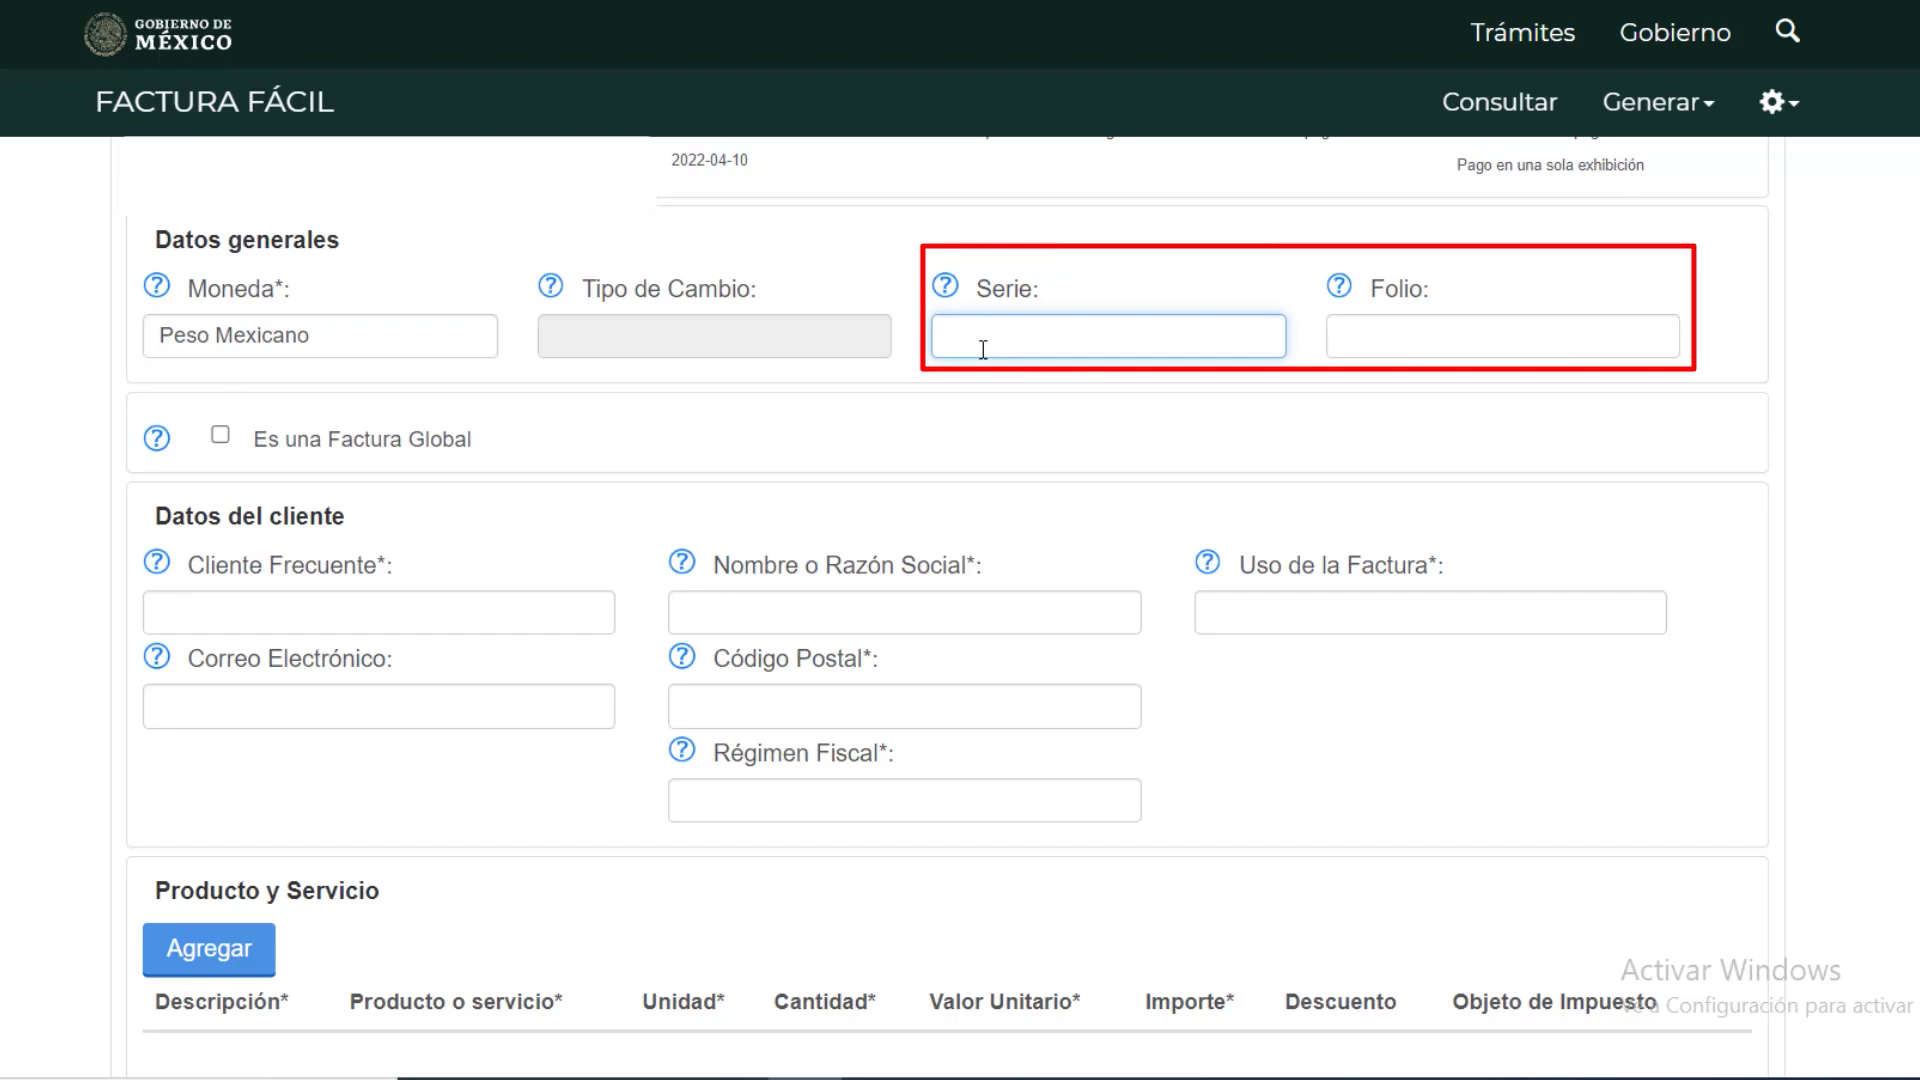 GOBIERNO DE
MÉXICO
Trámites
Gobierno
FACTURA FÁCIL
Consultar
Generar
2022-04-10
Pago en una sola exhibición
Datos generales
Moneda*:
Tipo de Cambio:
Serie:
Folio:
Peso Mexicano
Es una Factura Global
Datos del cliente
Cliente Frecuente*:
Nombre o Razón Social*:
Uso de la Factura*:
Correo Electrónico:
Código Postal*:
Régimen Fiscal*:
Producto y Servicio
Agregar
Activar Windows
Ve a Configuración para activar
Descripción*
Producto o servicio*
Unidad*
Cantidad*
Valor Unitario*
Importe*
Descuento
Objeto de Impuesto